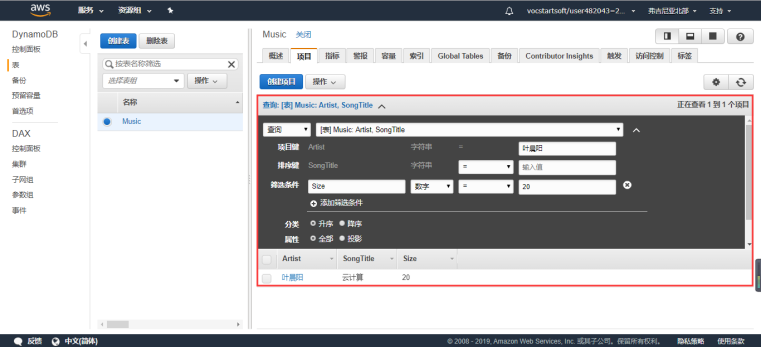 aws 服务 资源组 vocstartsoft/user482043=2... 弗吉尼亚北部 支持
DynamoDB
控制面板
表
备份
预留容量
首选项
DAX
控制面板
集群
子网组
参数组
事件
创建表 删除表
按表名称筛选
选择表组 操作
名称
Music
Music 关闭
概述 项目 指标 警报 容量 索引 Global Tables 备份 Contributor Insights 触发 访问控制 标签
创建项目 操作
查询: [表] Music: Artist, SongTitle 正在查看 1 到 1 个项目
查询 [表] Music: Artist, SongTitle
项目键 Artist 字符串 = 叶晨阳
排序键 SongTitle 字符串 = 输入值
筛选条件 Size 数字 = 20
添加筛选条件
分类 升序 降序
属性 全部 投影
Artist SongTitle Size
叶晨阳 云计算 20
反馈 中文(简体) © 2008 - 2019, Amazon Web Services, Inc. 或其子公司。保留所有权利。 隐私策略 使用条款